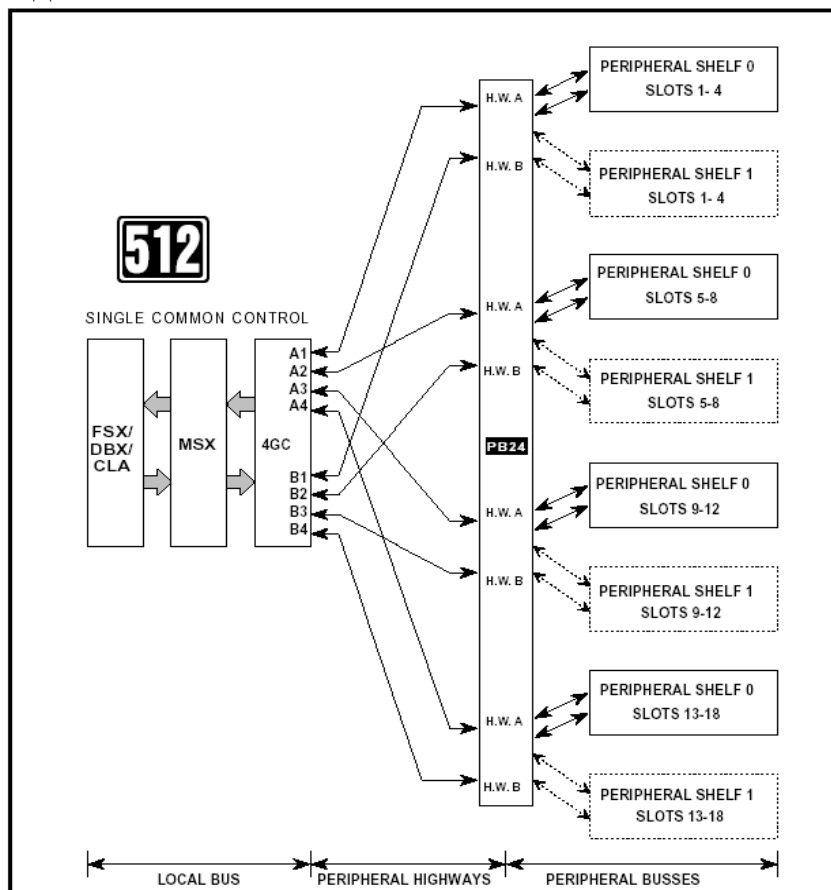 H.W. A
PERIPHERAL SHELF 0
SLOTS 1- 4
H.W. B
PERIPHERAL SHELF 1
SLOTS 1- 4
512
SINGLE COMMON CONTROL
H.W. A
PERIPHERAL SHELF 0
SLOTS 5-8
H.W. B
PERIPHERAL SHELF 1
SLOTS 5-8
FSX/
DBX/
CLA
MSX
4GC
A1
A2
A3
A4
B1
B2
B3
B4
PB24
H.W. A
PERIPHERAL SHELF 0
SLOTS 9-12
H.W. B
PERIPHERAL SHELF 1
SLOTS 9-12
H.W. A
PERIPHERAL SHELF 0
SLOTS 13-18
H.W. B
PERIPHERAL SHELF 1
SLOTS 13-18
LOCAL BUS
PERIPHERAL HIGHWAYS
PERIPHERAL BUSSES